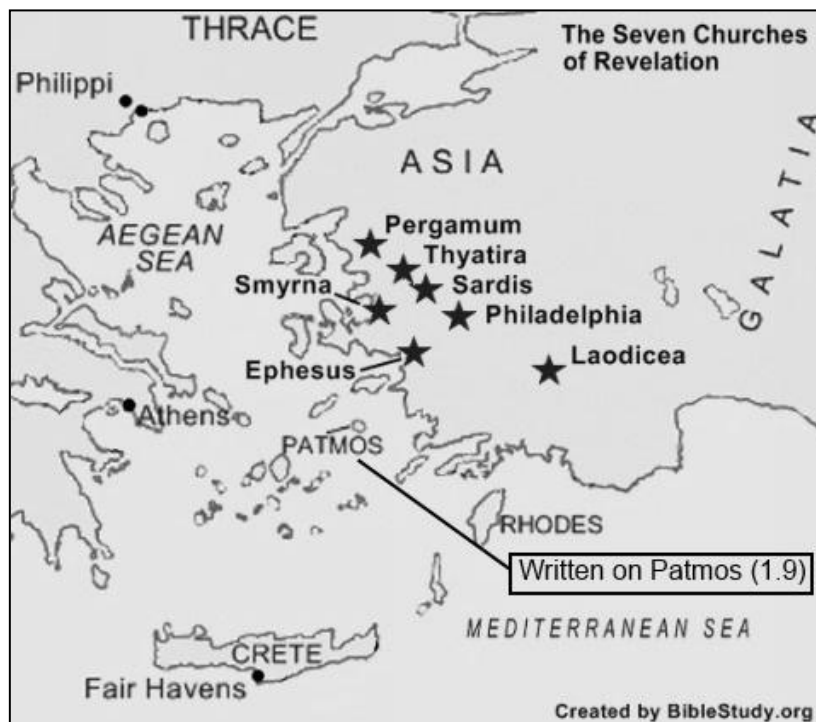 THRACE
The Seven Churches
of Revelation
Philippi
ASIA
GALATIA
AEGEAN
SEA
Pergamum
Thyatira
Smyrna
Sardis
Philadelphia
Ephesus
Laodicea
Athens
PATMOS
RHODES
Written on Patmos (1.9)
MEDITERRANEAN SEA
CRETE
Fair Havens
Created by BibleStudy.org